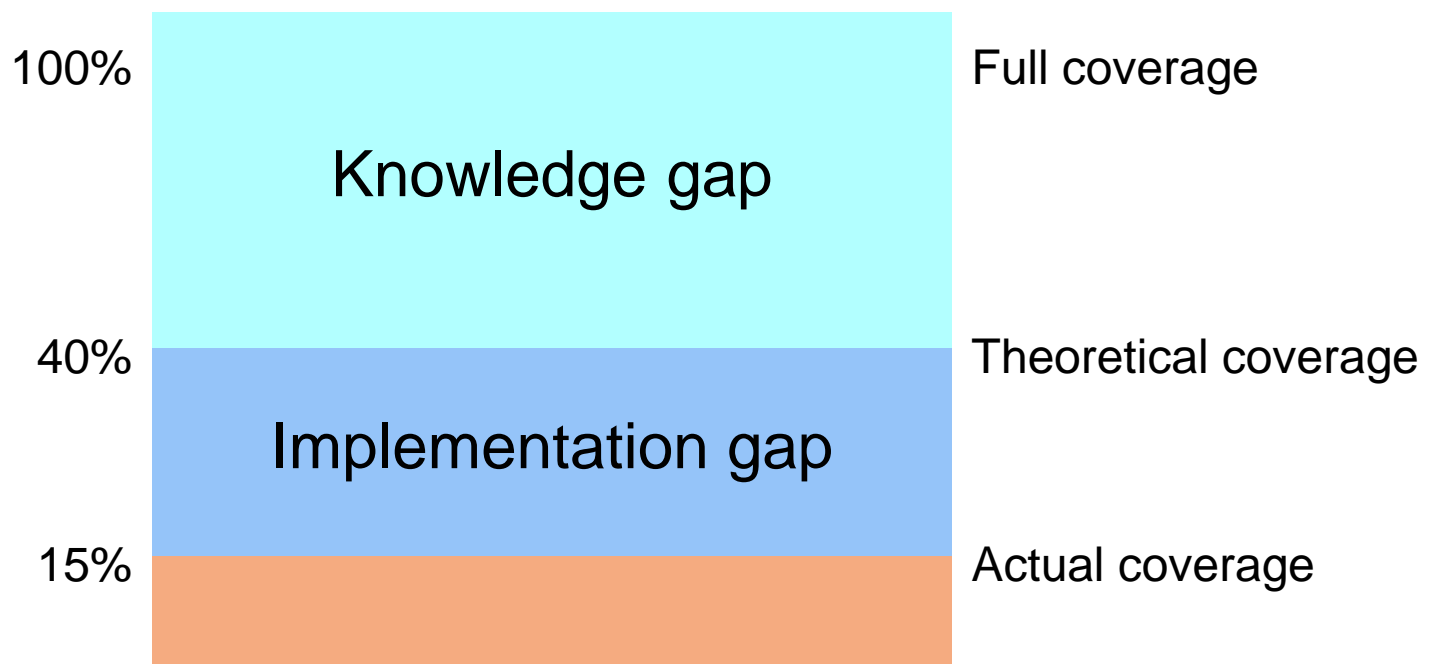 100%
Full coverage
Knowledge gap
40%
Theoretical coverage
Implementation gap
15%
Actual coverage